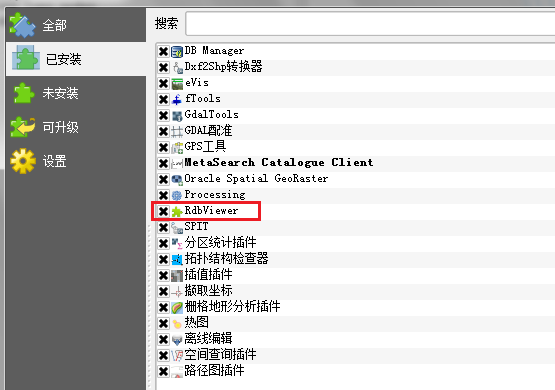 全部
已安装
未安装
可升级
设置
搜索
DB Manager
Dxf2Shp转换器
eVis
fTools
GdalTools
GDAL配准
GPS工具
MetaSearch Catalogue Client
Oracle Spatial GeoRaster
Processing
RdbViewer
SPIT
分区统计插件
拓扑结构检查器
插值插件
撷取坐标
栅格地形分析插件
热图
离线编辑
空间查询插件
路径图插件